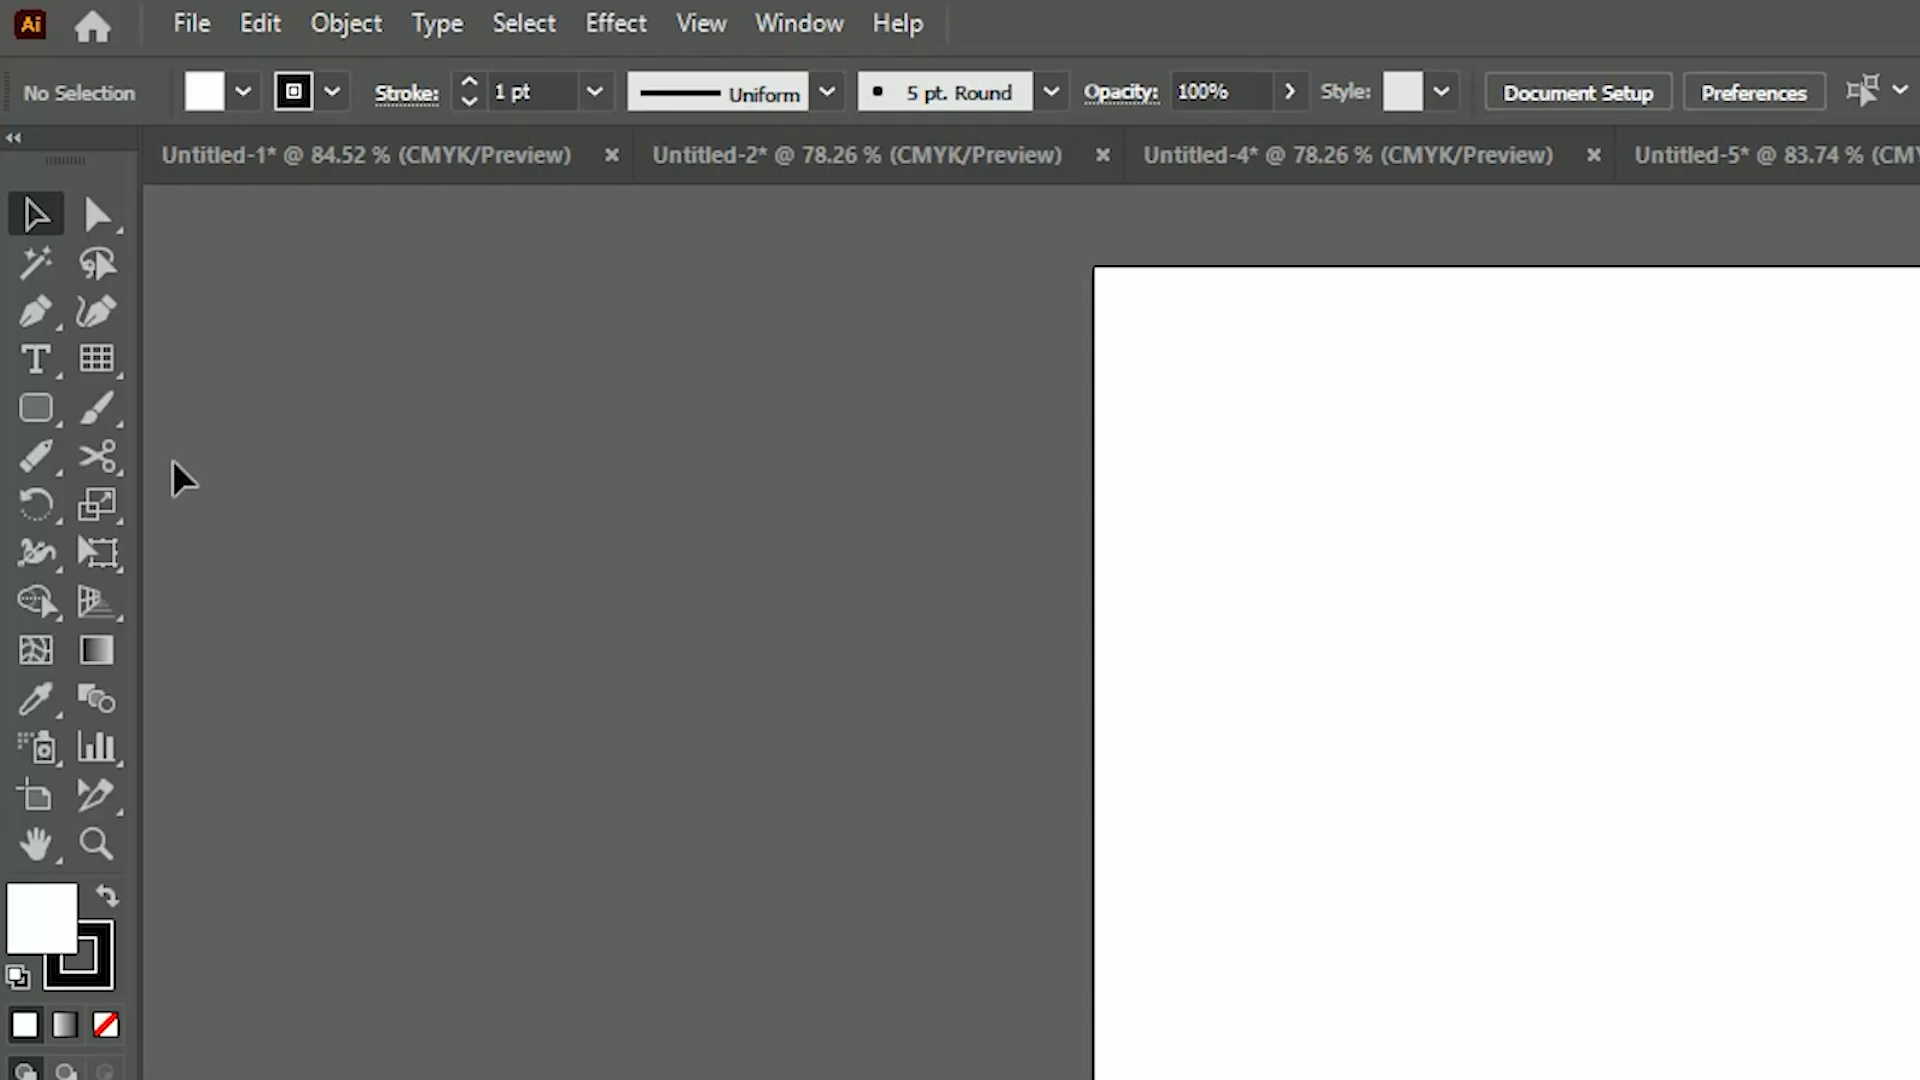 Ai File Edit Object Type Select Effect View Window Help
No Selection Stroke: 1 pt Uniform 5 pt. Round Opacity: 100% Style: Document Setup Preferences
Untitled-1* @ 84.52 % (CMYK/Preview) Untitled-2* @ 78.26 % (CMYK/Preview) Untitled-4* @ 78.26 % (CMYK/Preview) Untitled-5* @ 83.74 % (CM